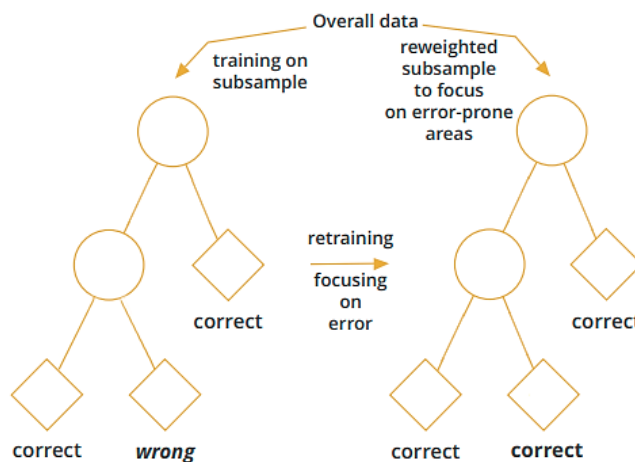 Overall data
training on
subsample
reweighted
subsample
to focus
on error-prone
areas
retraining
focusing
on
error
correct
correct
wrong
correct
correct
correct